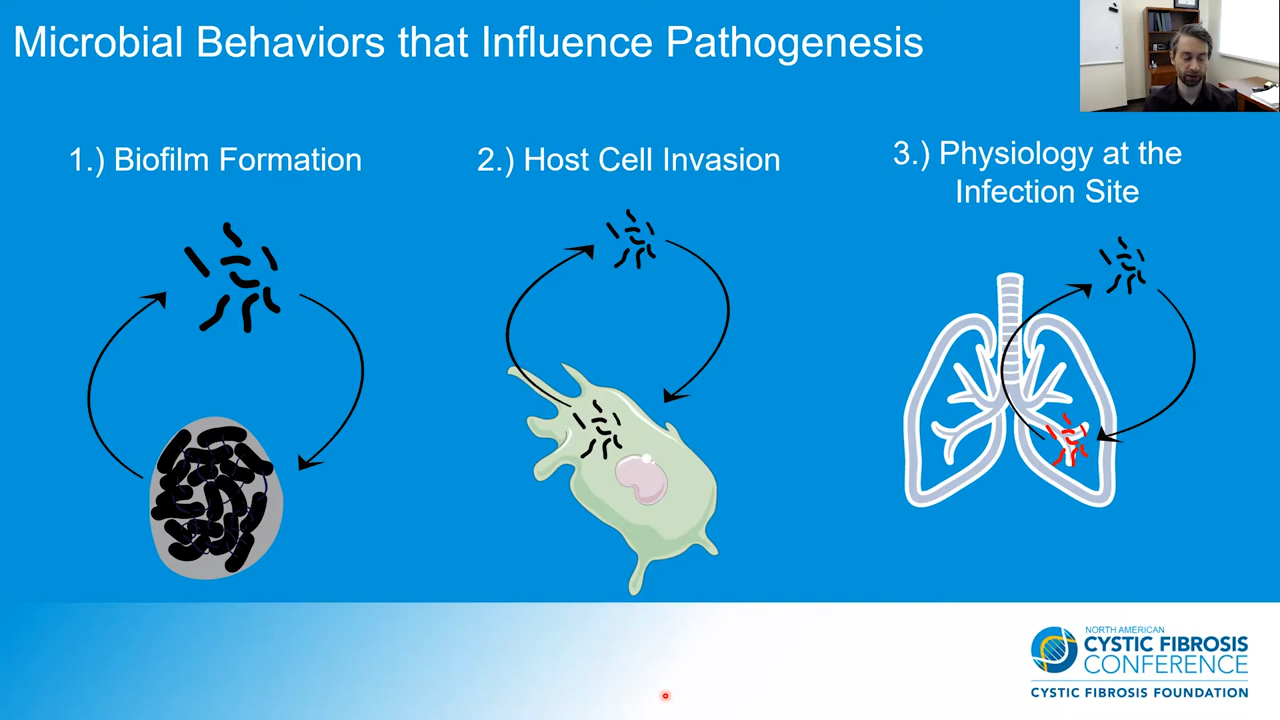 Microbial Behaviors that Influence Pathogenesis
1.) Biofilm Formation
2.) Host Cell Invasion
3.) Physiology at the
Infection Site
NORTH AMERICAN
CYSTIC FIBROSIS
CONFERENCE
CYSTIC FIBROSIS FOUNDATION